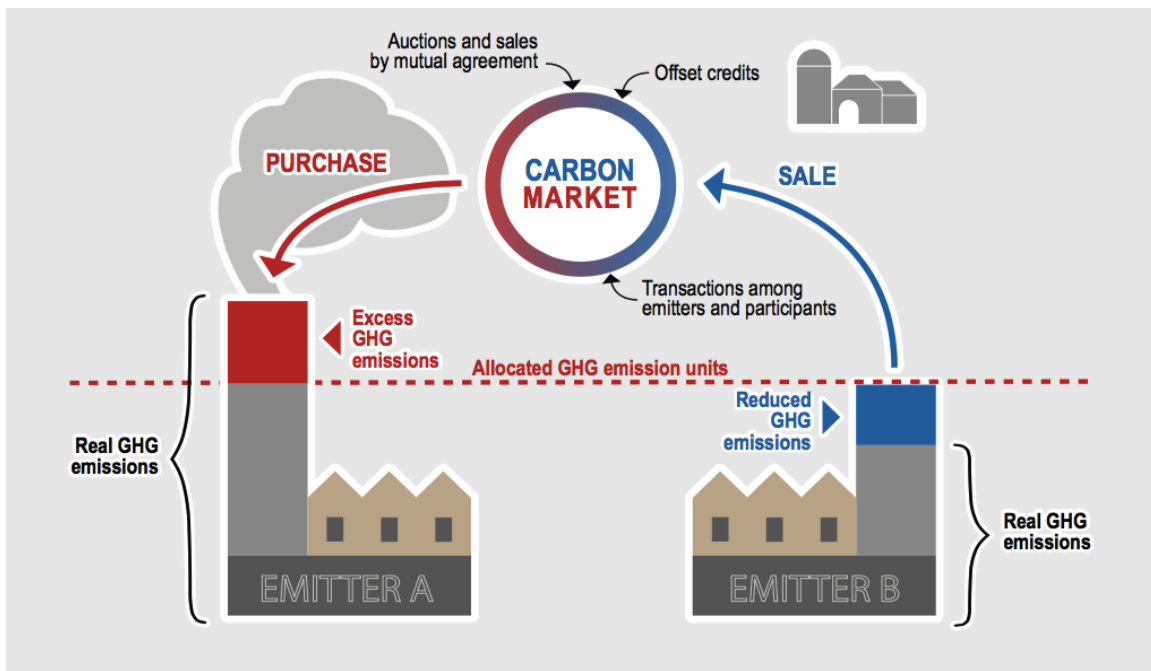 Auctions and sales
by mutual agreement
Offset credits
PURCHASE
CARBON
MARKET
SALE
Transactions among
emitters and participants
Excess
GHG
emissions
Allocated GHG emission units
Reduced
GHG
emissions
Real GHG
emissions
Real GHG
emissions
EMITTER A
EMITTER B